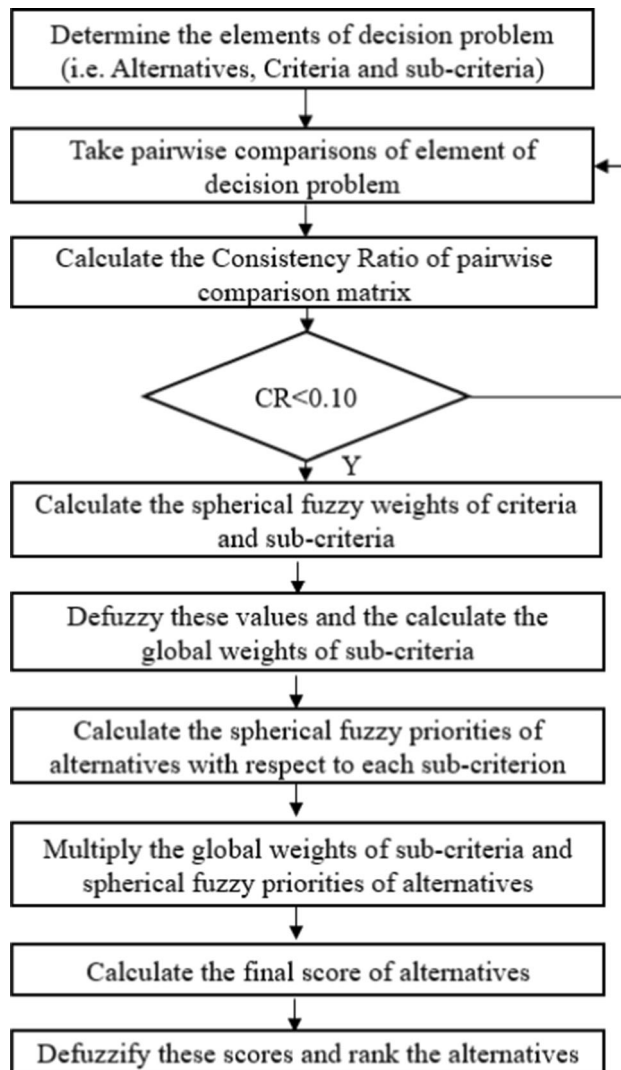 Determine the elements of decision problem
(i.e. Alternatives, Criteria and sub-criteria)
Take pairwise comparisons of element of
decision problem
Calculate the Consistency Ratio of pairwise
comparison matrix
CR<0.10
Y
Calculate the spherical fuzzy weights of criteria
and sub-criteria
Defuzzy these values and the calculate the
global weights of sub-criteria
Calculate the spherical fuzzy priorities of
alternatives with respect to each sub-criterion
Multiply the global weights of sub-criteria and
spherical fuzzy priorities of alternatives
Calculate the final score of alternatives
Defuzzify these scores and rank the alternatives